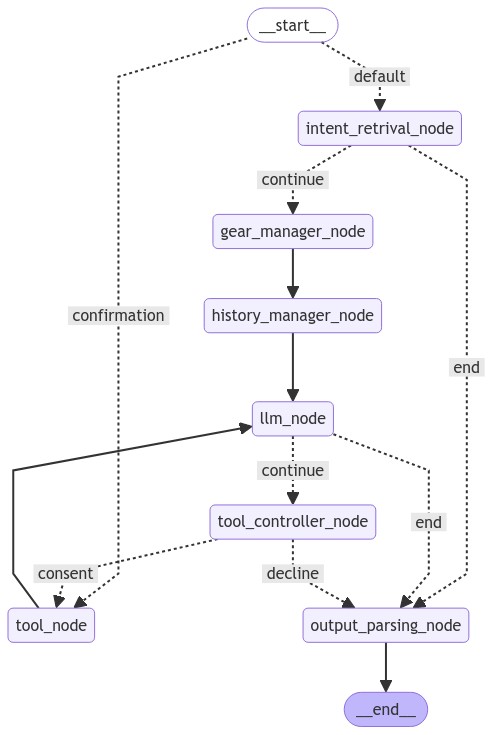 __start__
default
intent_retrival_node
continue
gear_manager_node
confirmation
history_manager_node
end
llm_node
continue
tool_controller_node
end
consent
decline
tool_node
output_parsing_node
__end__